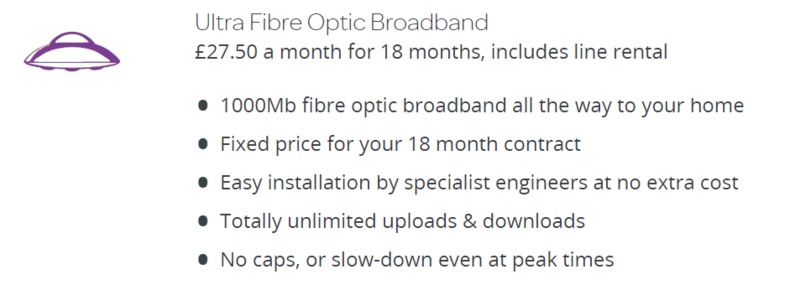 Ultra Fibre Optic Broadband
£27.50 a month for 18 months, includes line rental
• 1000Mb fibre optic broadband all the way to your home
• Fixed price for your 18 month contract
• Easy installation by specialist engineers at no extra cost
• Totally unlimited uploads & downloads
• No caps, or slow-down even at peak times